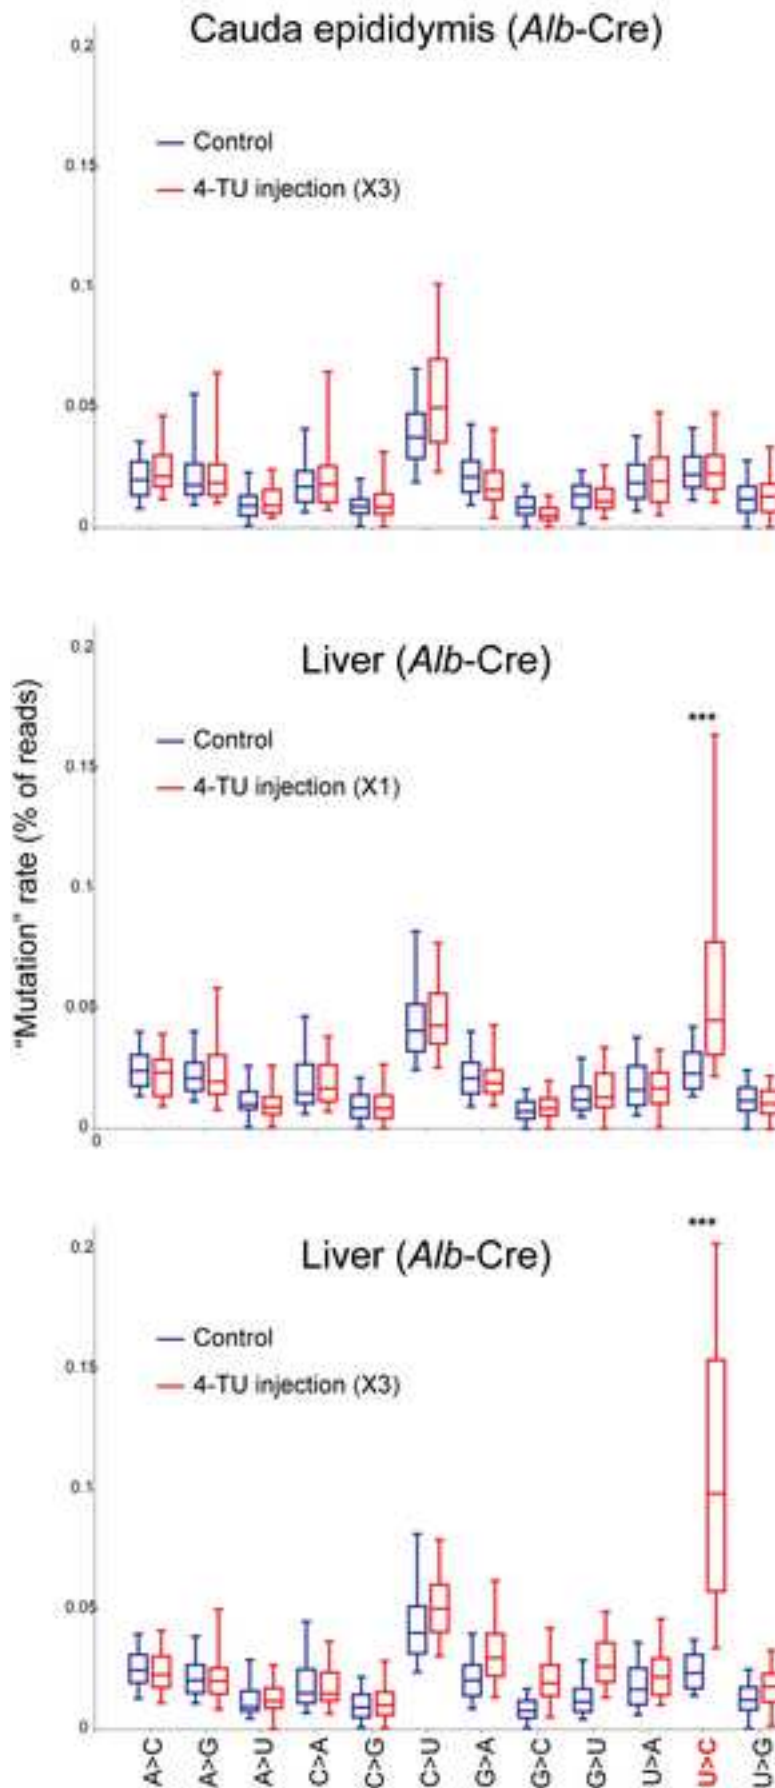 Cauda epididymis (Alb-Cre)
0.2
Control
0.15
4-TU injection (X3)
0.1
0.05
0
"Mutation" rate (% of reads)
0.2
Liver (Alb-Cre)
***
Control
0.15
4-TU injection (X1)
0.1
0.05
0
0
***
0.2
Liver (Alb-Cre)
Control
0.15
4-TU injection (X3)
0.1
0.05
0
A>C
A>G
A>U
C>A
C>G
C>U
G>A
G>C
G>U
U>A
U>C
U>G